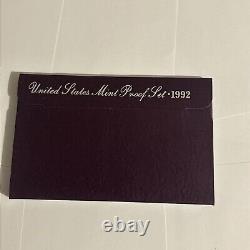 United States Mint Proof Set · 1992